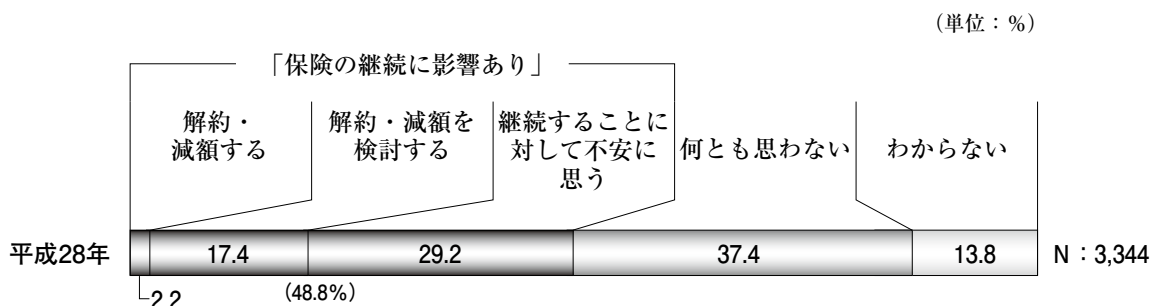 （単位：%）
「保険の継続に影響あり」
解約・
減額する
解約・減額を
検討する
継続することに
対して不安に
思う
何とも思わない
わからない
平成28年
17.4
29.2
37.4
13.8
N：3,344
2.2
(48.8%)